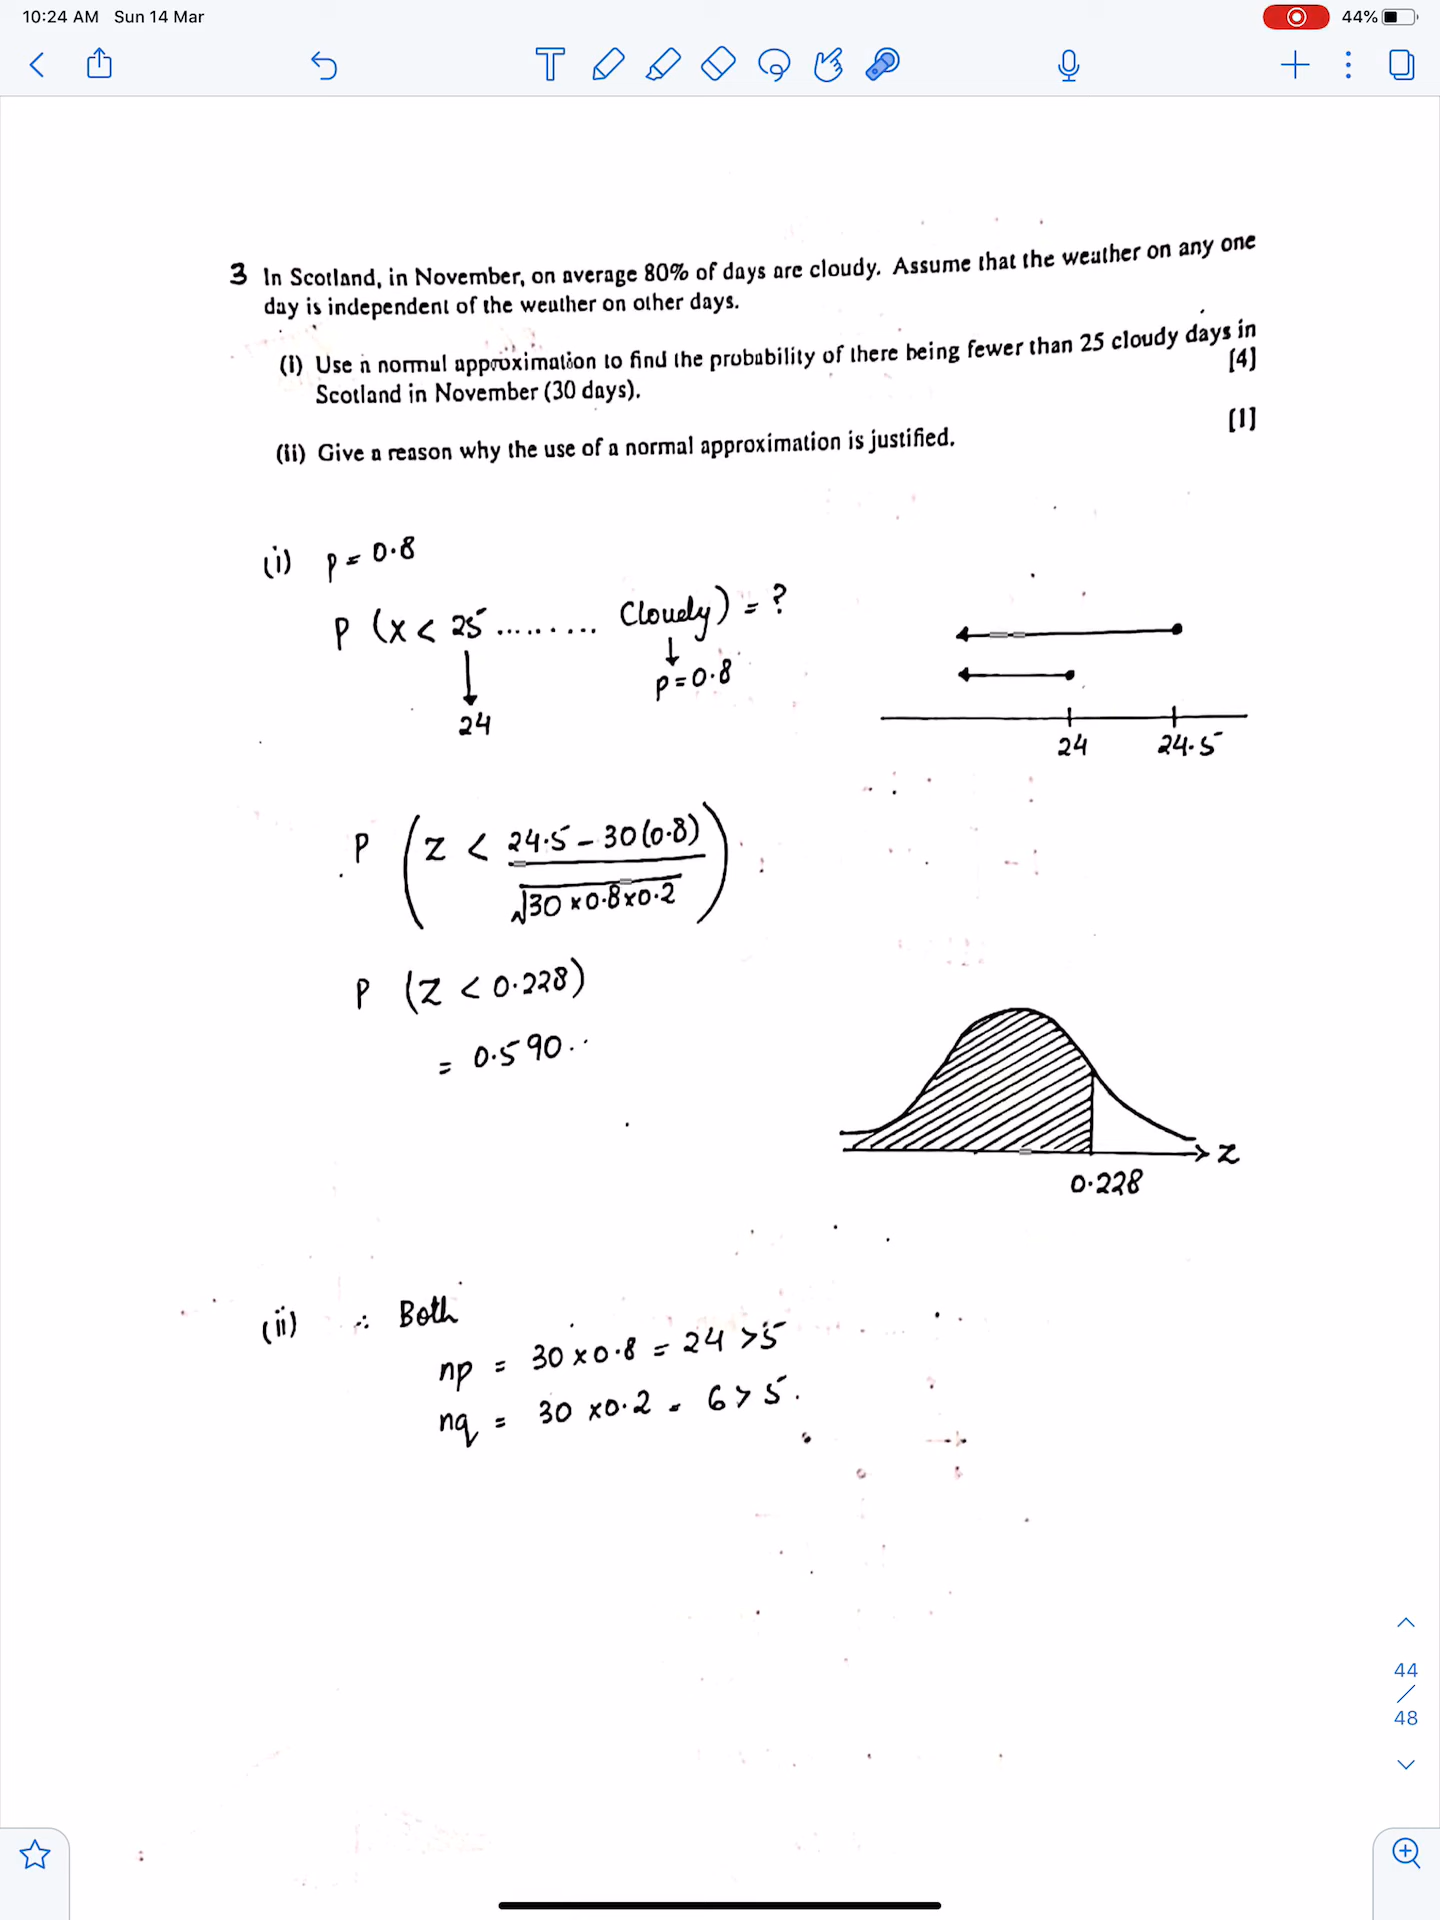 10:24 AM Sun 14 Mar 44%
3 In Scotland, in November, on average 80% of days are cloudy. Assume that the weather on any one
day is independent of the weather on other days.
(i) Use a normal approximation to find the probability of there being fewer than 25 cloudy days in
Scotland in November (30 days). [4]
(ii) Give a reason why the use of a normal approximation is justified. [1]
(i) p = 0.8
P (x < 25 ......... Cloudy) = ?
↓ ↓
24 p = 0.8
24 24.5
P (Z < (24.5 - 30(0.8)) / √30 × 0.8 × 0.2)
P (Z < 0.228)
= 0.590..
Z
0.228
(ii) ∴ Both
np = 30 × 0.8 = 24 > 5
nq = 30 × 0.2 = 6 > 5.
44
/
48